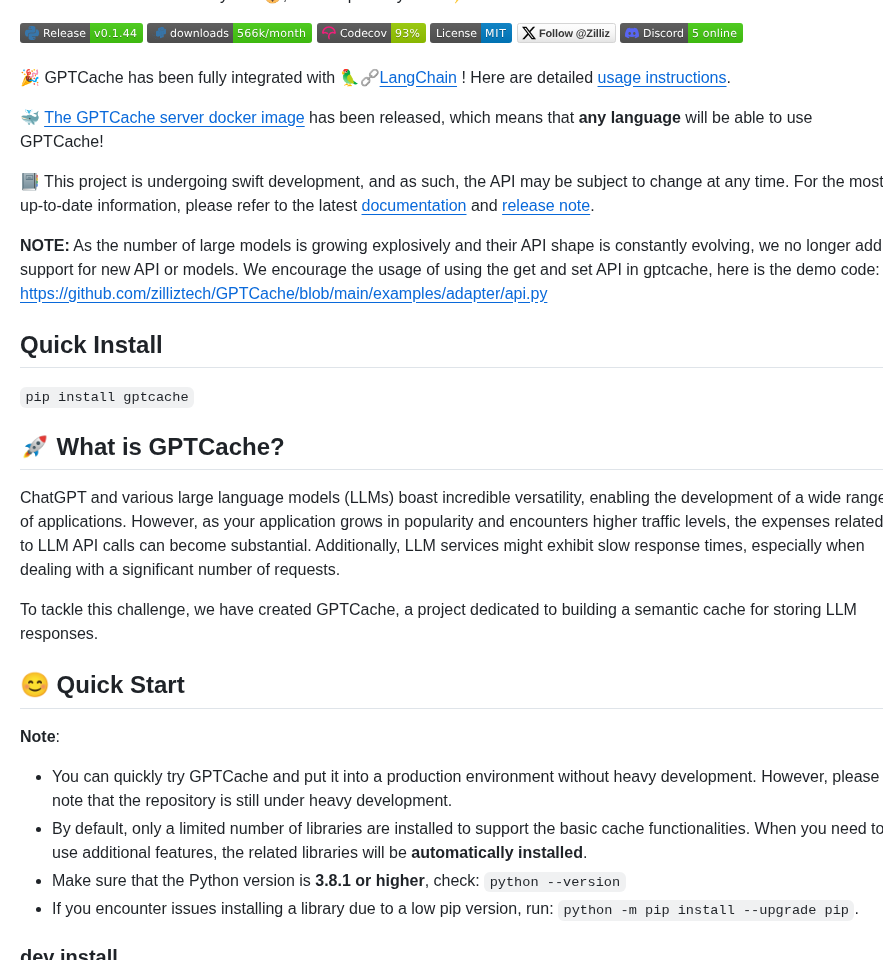 Release v0.1.44 downloads 566k/month Codecov 93% License MIT Follow @Zilliz Discord 5 online
🎉 GPTCache has been fully integrated with 🦜️🔗LangChain ! Here are detailed usage instructions.
🐳 The GPTCache server docker image has been released, which means that any language will be able to use
GPTCache!
📔 This project is undergoing swift development, and as such, the API may be subject to change at any time. For the most
up-to-date information, please refer to the latest documentation and release note.
NOTE: As the number of large models is growing explosively and their API shape is constantly evolving, we no longer add
support for new API or models. We encourage the usage of using the get and set API in gptcache, here is the demo code:
https://github.com/zilliztech/GPTCache/blob/main/examples/adapter/api.py
Quick Install
pip install gptcache
🚀 What is GPTCache?
ChatGPT and various large language models (LLMs) boast incredible versatility, enabling the development of a wide range
of applications. However, as your application grows in popularity and encounters higher traffic levels, the expenses related
to LLM API calls can become substantial. Additionally, LLM services might exhibit slow response times, especially when
dealing with a significant number of requests.
To tackle this challenge, we have created GPTCache, a project dedicated to building a semantic cache for storing LLM
responses.
😊 Quick Start
Note:
• You can quickly try GPTCache and put it into a production environment without heavy development. However, please
note that the repository is still under heavy development.
• By default, only a limited number of libraries are installed to support the basic cache functionalities. When you need to
use additional features, the related libraries will be automatically installed.
• Make sure that the Python version is 3.8.1 or higher, check: python --version
• If you encounter issues installing a library due to a low pip version, run: python -m pip install --upgrade pip.
dev install